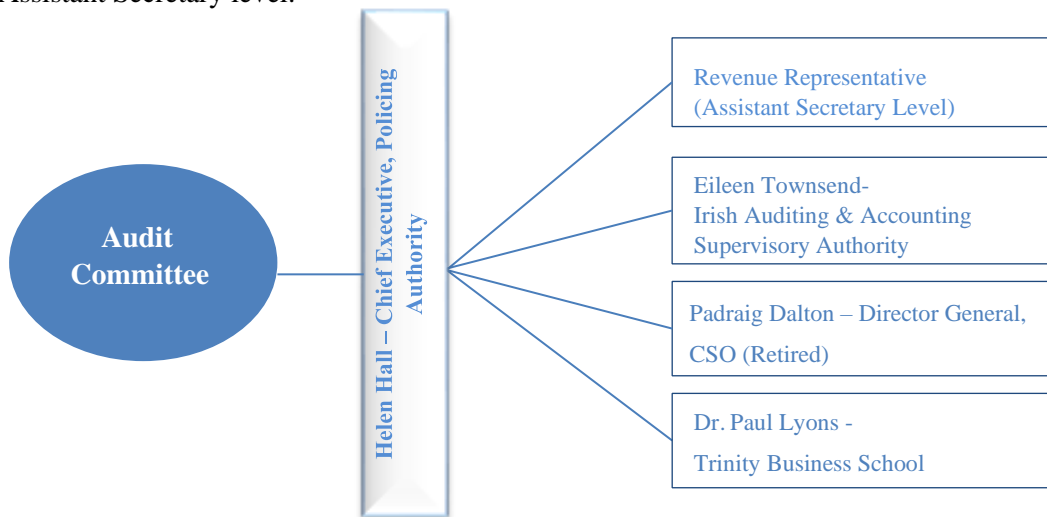 Assistant Secretary level.
Audit
Committee
Helen Hall – Chief Executive, Policing
Authority
Revenue Representative
(Assistant Secretary Level)
Eileen Townsend-
Irish Auditing & Accounting
Supervisory Authority
Padraig Dalton – Director General,
CSO (Retired)
Dr. Paul Lyons -
Trinity Business School